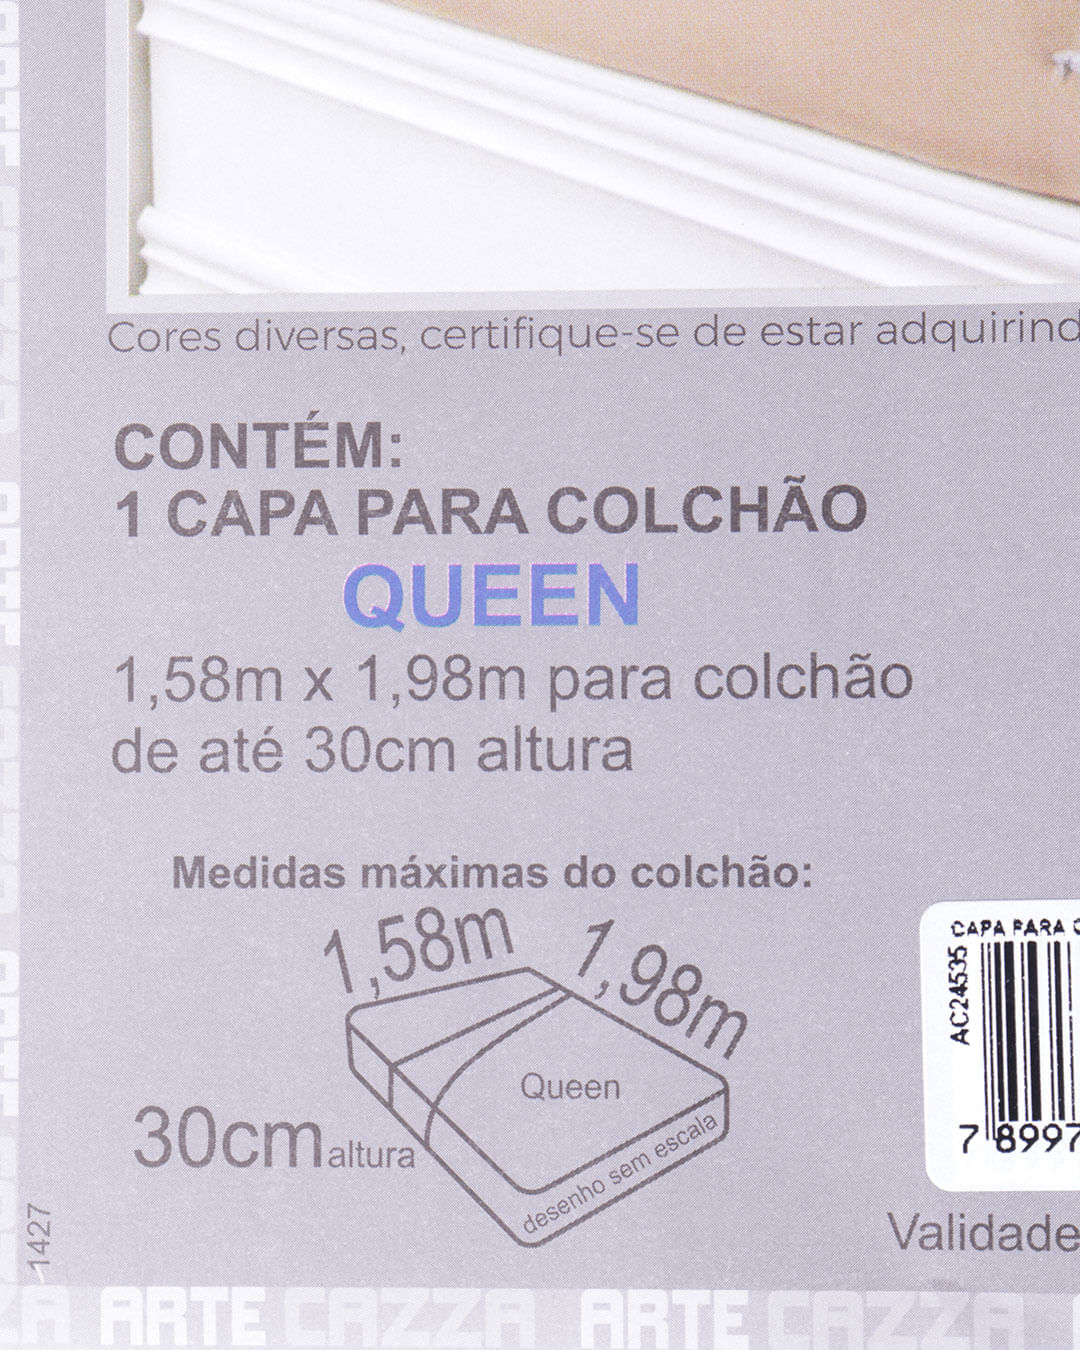 Cores diversas, certifique-se de estar adquirind
CONTÉM:
1 CAPA PARA COLCHÃO
QUEEN
1,58m x 1,98m para colchão
de até 30cm altura
Medidas máximas do colchão:
1,58m
1,98m
Queen
30cm altura
desenho sem escala
CAPA PARA
AC24535
7 8997
Validade
1427
ARTE CAZZA ARTE CAZZA